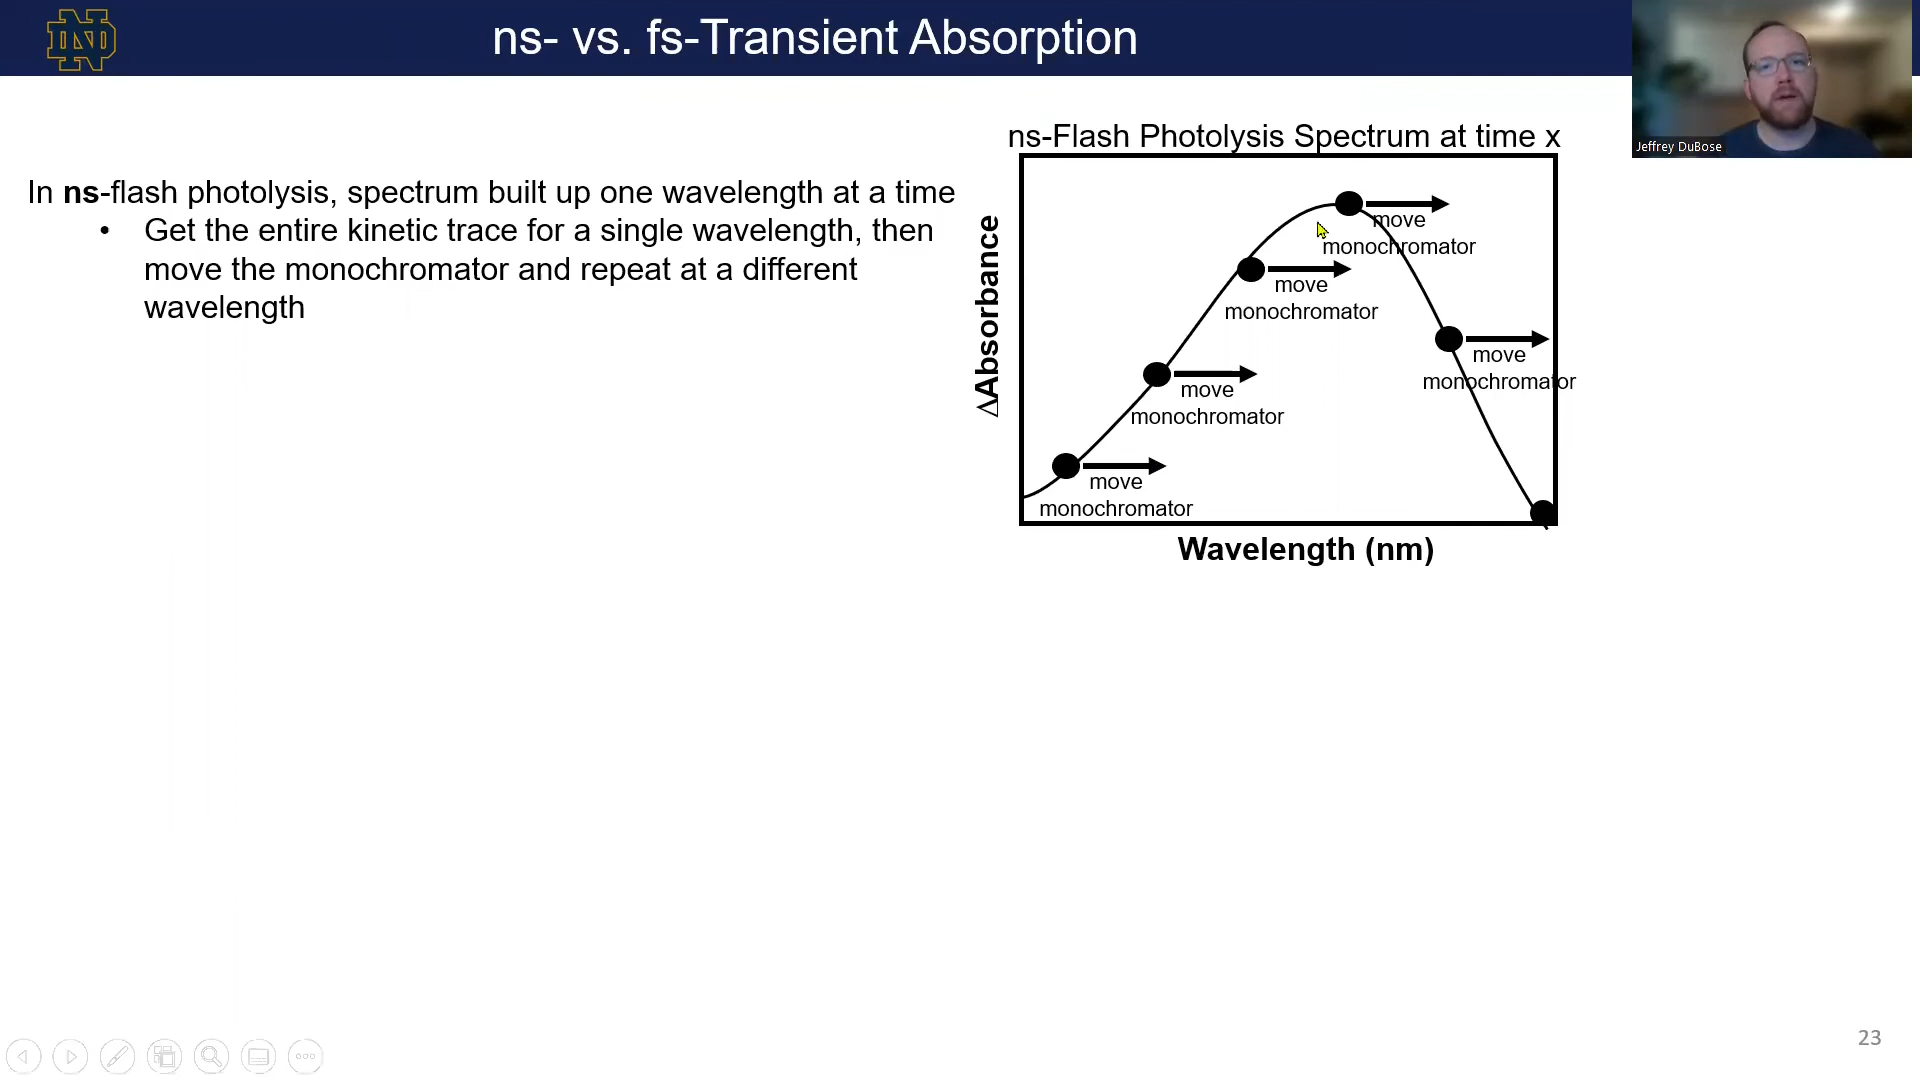 ns- vs. fs-Transient Absorption
Jeffrey DuBose
In ns-flash photolysis, spectrum built up one wavelength at a time
• Get the entire kinetic trace for a single wavelength, then
move the monochromator and repeat at a different
wavelength
ns-Flash Photolysis Spectrum at time x
ΔAbsorbance
move
monochromator
move
monochromator
move
monochromator
move
monochromator
move
monochromator
Wavelength (nm)
23